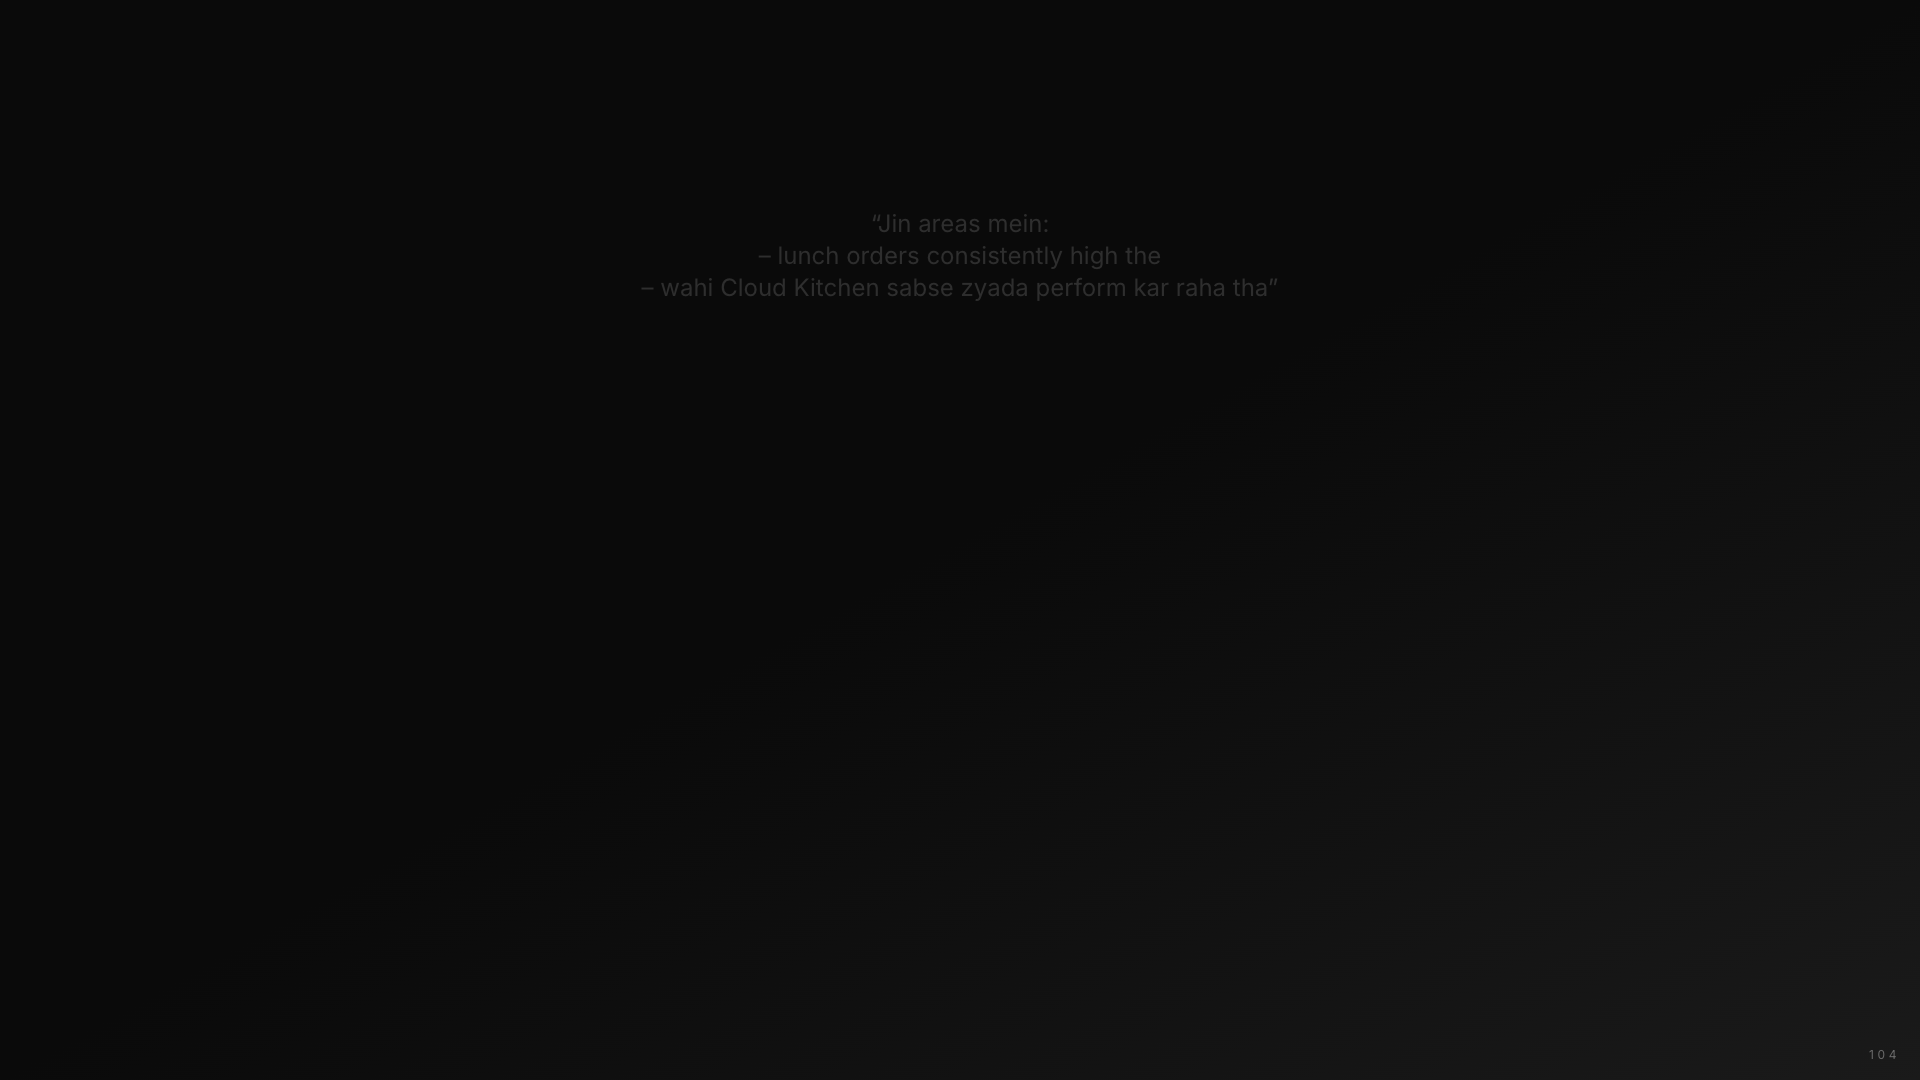 “Jin areas mein:
– lunch orders consistently high the
– wahi Cloud Kitchen sabse zyada perform kar raha tha”
104